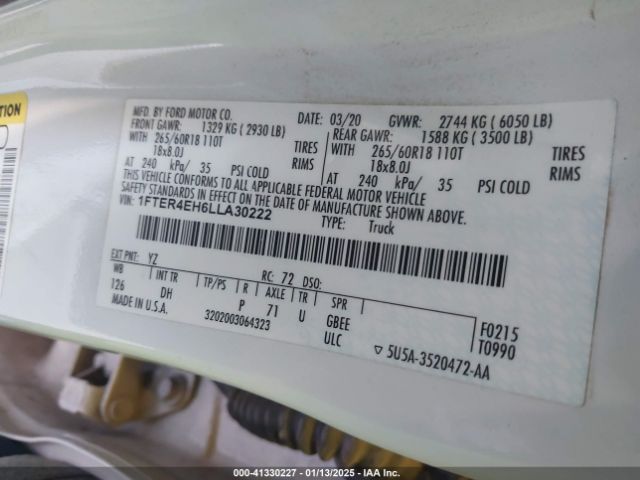 TION
MFD. BY FORD MOTOR CO.
DATE: 03/20 GVWR: 2744 KG ( 6050 LB)
FRONT GAWR: 1329 KG ( 2930 LB) REAR GAWR: 1588 KG ( 3500 LB)
WITH 265/60R18 110T TIRES WITH 265/60R18 110T TIRES
18x8.0J RIMS 18x8.0J RIMS
AT 240 kPa/ 35 PSI COLD AT 240 kPa/ 35 PSI COLD
THIS VEHICLE CONFORMS TO ALL APPLICABLE FEDERAL MOTOR VEHICLE
SAFETY STANDARDS IN EFFECT ON THE DATE OF MANUFACTURE SHOWN ABOVE.
VIN: 1FTER4EH6LLA30222
TYPE: Truck
EXT PNT: YZ RC: 72 DSO:
WB INT TR TP/PS R AXLE TR SPR
126 DH P 71 U GBEE F0215
MADE IN U.S.A. 3202003064323 ULC T0990
▽ 5U5A-3520472-AA
000-41330227 - 01/13/2025 - IAA Inc.